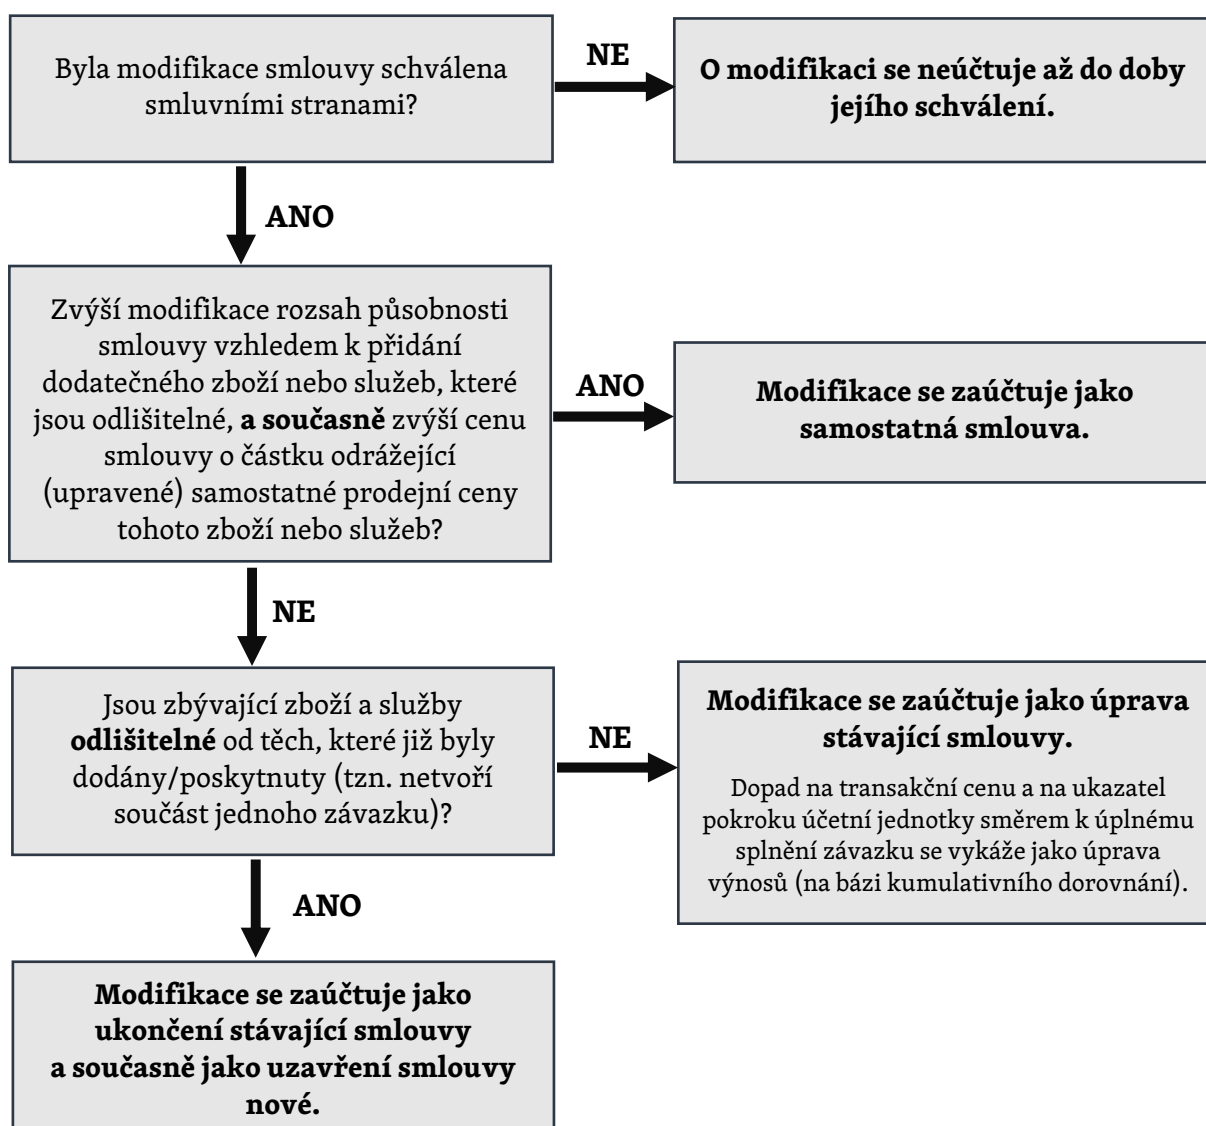 Byla modifikace smlouvy schválena
smluvními stranami?
NE
O modifikaci se neúčtuje až do doby
jejího schválení.
ANO
Zvýší modifikace rozsah působnosti
smlouvy vzhledem k přidání
dodatečného zboží nebo služeb, které
jsou odlišitelné, a současně zvýší cenu
smlouvy o částku odrážející
(upravené) samostatné prodejní ceny
tohoto zboží nebo služeb?
ANO
Modifikace se zaúčtuje jako
samostatná smlouva.
NE
Jsou zbývající zboží a služby
odlišitelné od těch, které již byly
dodány/poskytnuty (tzn. netvoří
součást jednoho závazku)?
NE
Modifikace se zaúčtuje jako úprava
stávající smlouvy.
Dopad na transakční cenu a na ukazatel
pokroku účetní jednotky směrem k úplnému
splnění závazku se vykáže jako úprava
výnosů (na bázi kumulativního dorovnání).
ANO
Modifikace se zaúčtuje jako
ukončení stávající smlouvy
a současně jako uzavření smlouvy
nové.